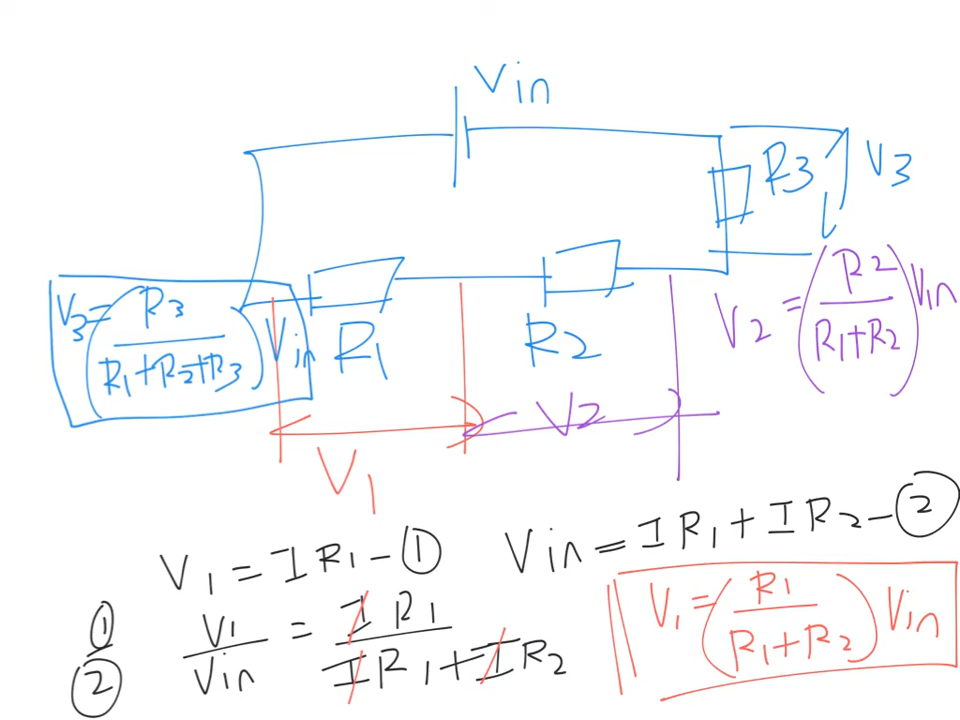 Vin
R3
V3
V3 = (R3 / (R1+R2+R3)) Vin
R1
R2
V2 = (R2 / (R1+R2)) Vin
V2
V1
V1 = IR1 - ①
Vin = IR1 + IR2 - ②
①/② V1/Vin = IR1 / (IR1 + IR2)
V1 = (R1 / (R1+R2)) Vin